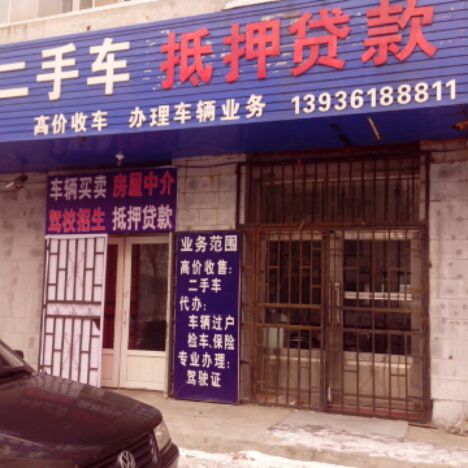 二手车 抵押贷款
高价收车 办理车辆业务 13936188811
车辆买卖 房屋中介
驾校招生 抵押贷款
业务范围
高价收售：
二手车
代办：
车辆过户
检车、保险
专业办理：
驾驶证